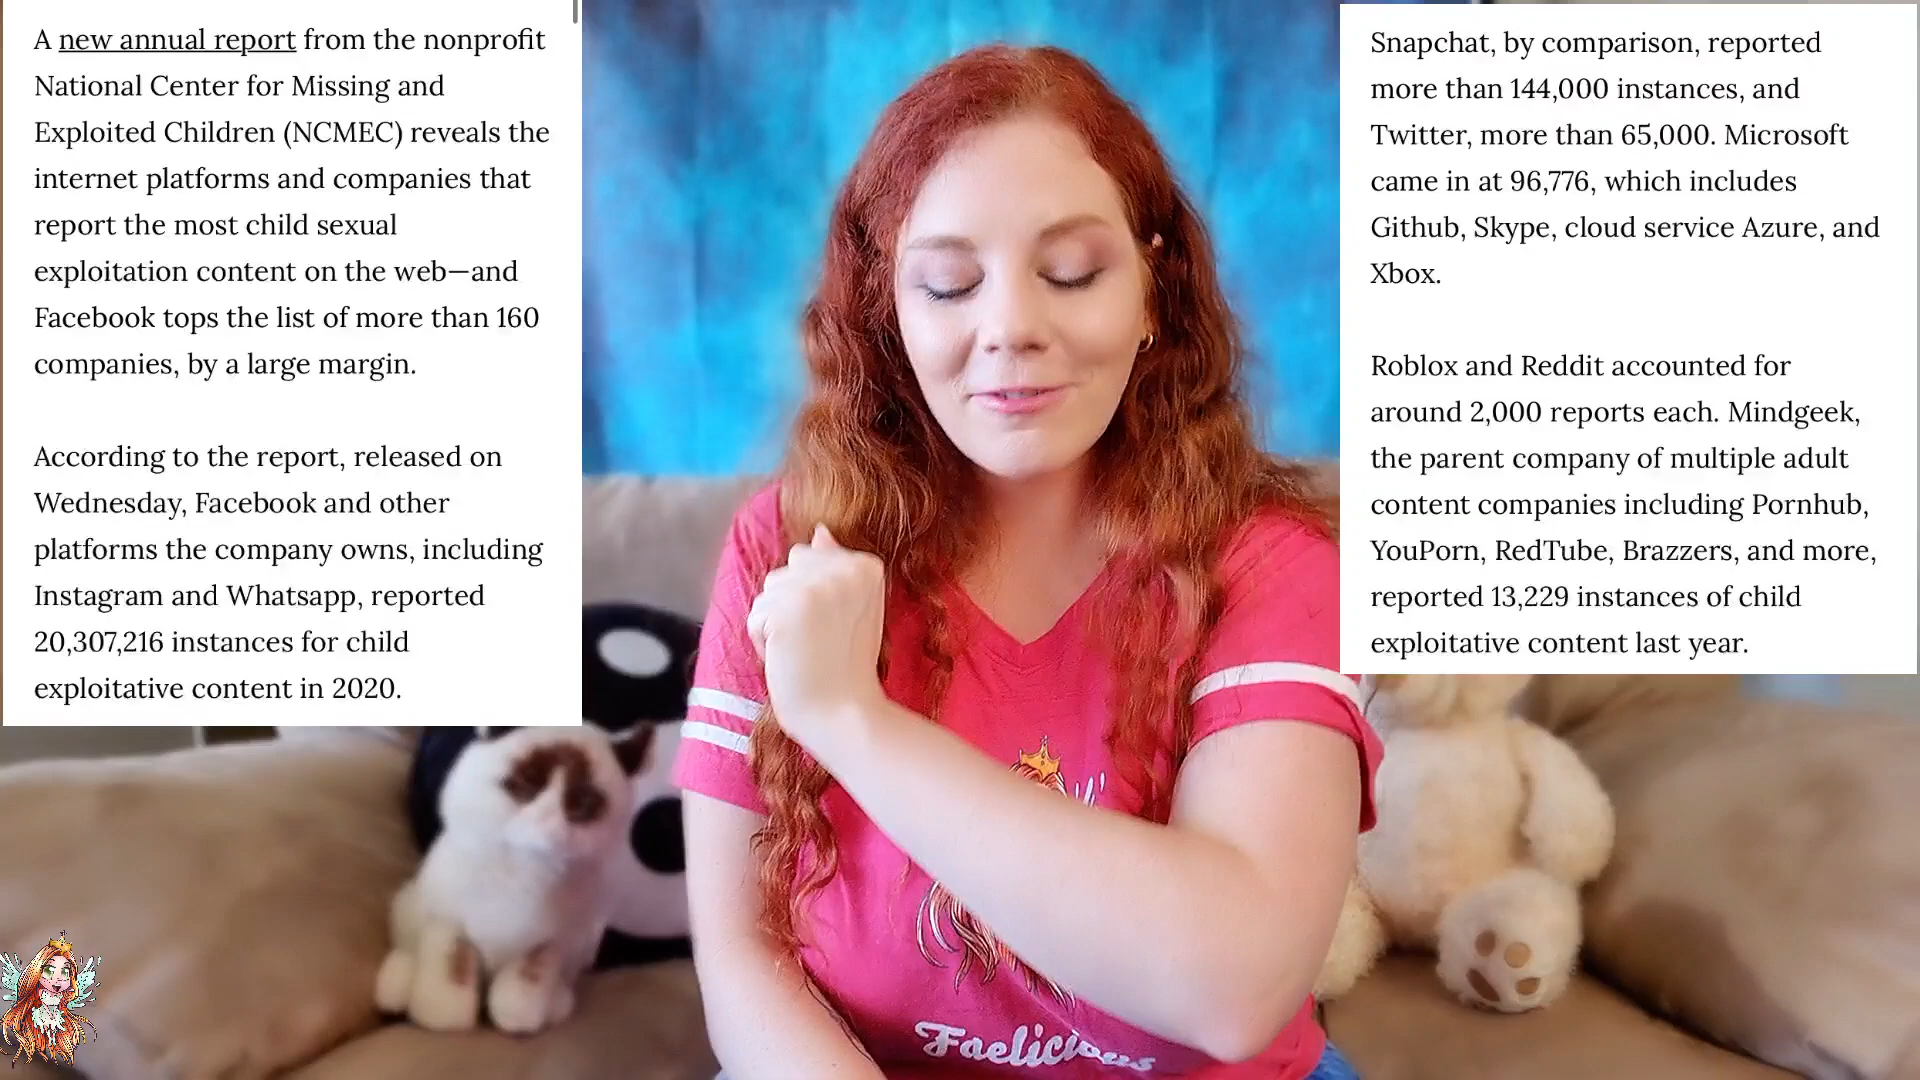 A new annual report from the nonprofit
National Center for Missing and
Exploited Children (NCMEC) reveals the
internet platforms and companies that
report the most child sexual
exploitation content on the web—and
Facebook tops the list of more than 160
companies, by a large margin.
According to the report, released on
Wednesday, Facebook and other
platforms the company owns, including
Instagram and Whatsapp, reported
20,307,216 instances for child
exploitative content in 2020.
Snapchat, by comparison, reported
more than 144,000 instances, and
Twitter, more than 65,000. Microsoft
came in at 96,776, which includes
Github, Skype, cloud service Azure, and
Xbox.
Roblox and Reddit accounted for
around 2,000 reports each. Mindgeek,
the parent company of multiple adult
content companies including Pornhub,
YouPorn, RedTube, Brazzers, and more,
reported 13,229 instances of child
exploitative content last year.
Faelicious